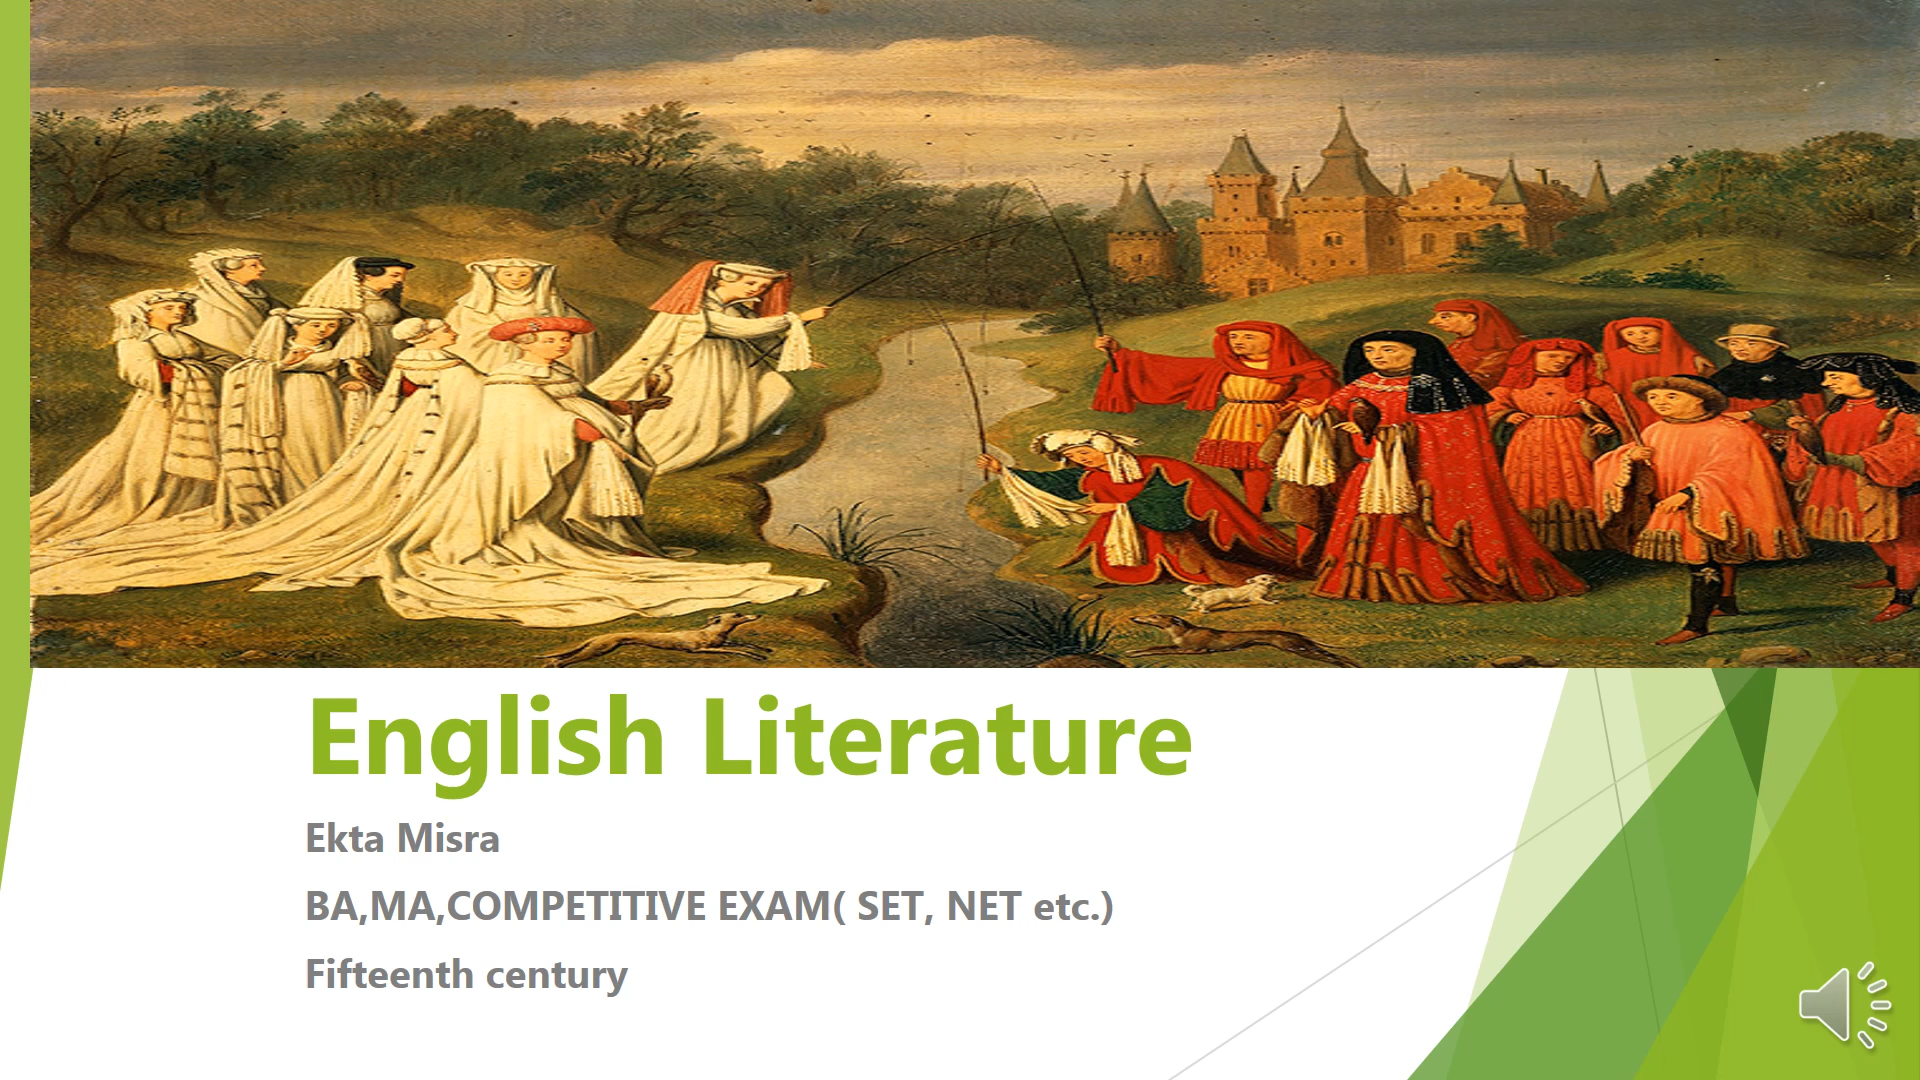 English Literature
Ekta Misra
BA,MA,COMPETITIVE EXAM( SET, NET etc.)
Fifteenth century